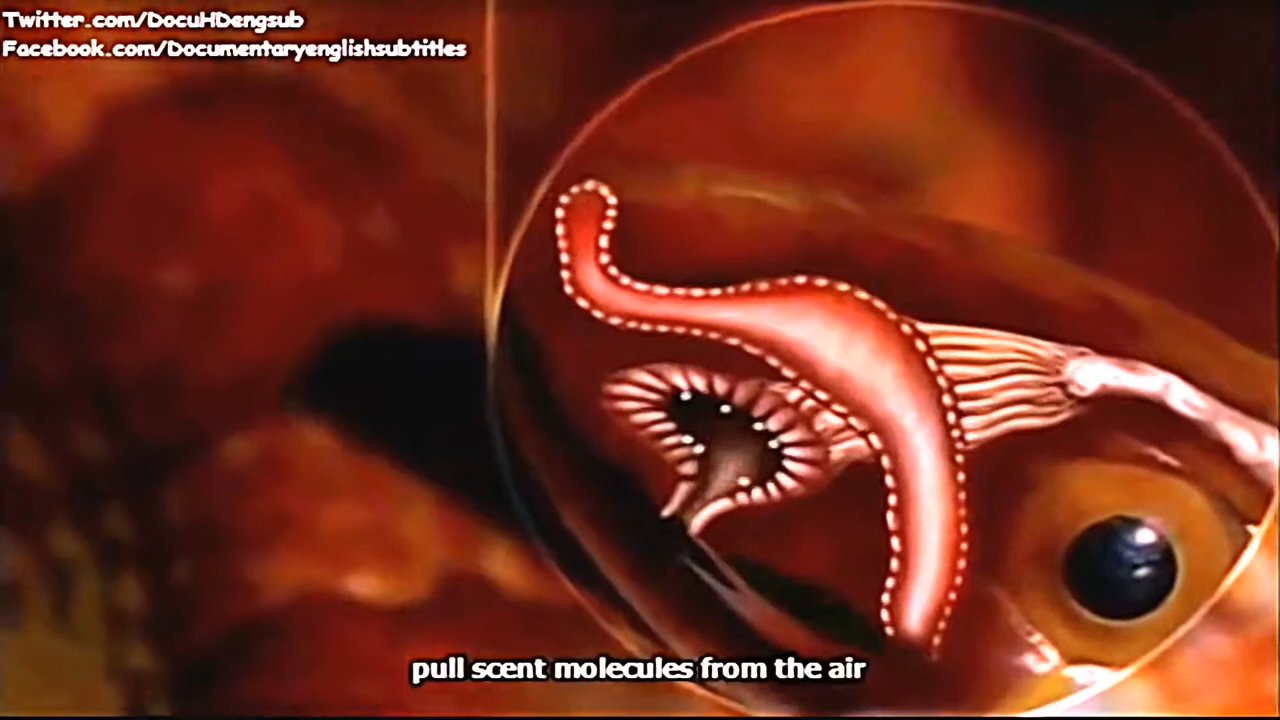 Twitter.com/DocuHDengsub
Facebook.com/Documentaryenglishsubtitles
pull scent molecules from the air